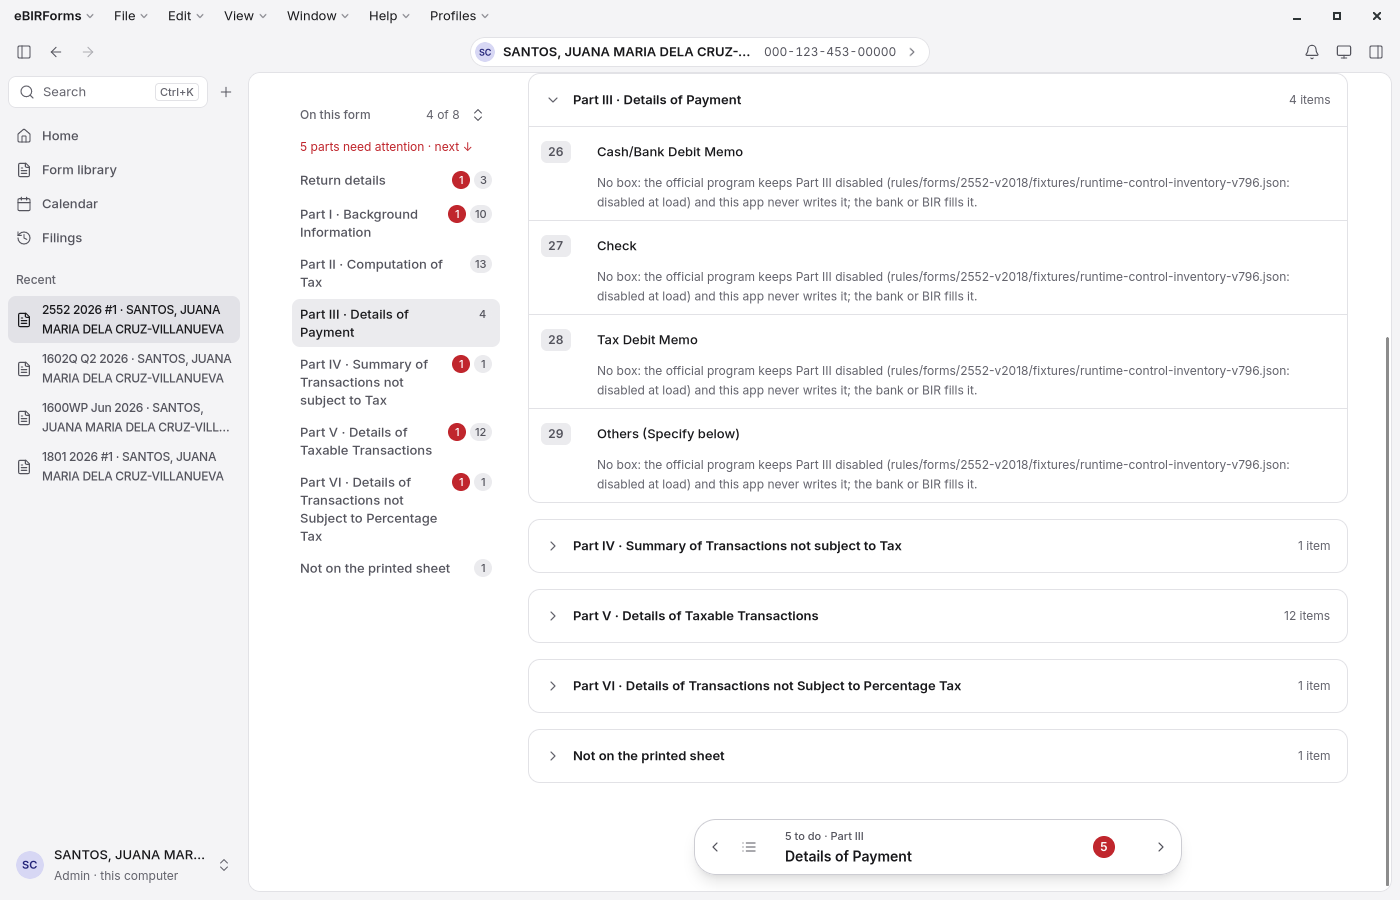 eBIRForms File Edit View Window Help Profiles
SC SANTOS, JUANA MARIA DELA CRUZ-... 000-123-453-00000
Search Ctrl+K
Home
Form library
Calendar
Filings
Recent
2552 2026 #1 · SANTOS, JUANA
MARIA DELA CRUZ-VILLANUEVA
1602Q Q2 2026 · SANTOS, JUANA
MARIA DELA CRUZ-VILLANUEVA
1600WP Jun 2026 · SANTOS,
JUANA MARIA DELA CRUZ-VILL...
1801 2026 #1 · SANTOS, JUANA
MARIA DELA CRUZ-VILLANUEVA
SC SANTOS, JUANA MAR...
Admin · this computer
On this form 4 of 8
5 parts need attention · next ↓
Return details 1 3
Part I · Background 1 10
Information
Part II · Computation of 13
Tax
Part III · Details of 4
Payment
Part IV · Summary of 1 1
Transactions not
subject to Tax
Part V · Details of 1 12
Taxable Transactions
Part VI · Details of 1 1
Transactions not
Subject to Percentage
Tax
Not on the printed sheet 1
Part III · Details of Payment 4 items
26 Cash/Bank Debit Memo
No box: the official program keeps Part III disabled (rules/forms/2552-v2018/fixtures/runtime-control-inventory-v796.json:
disabled at load) and this app never writes it; the bank or BIR fills it.
27 Check
No box: the official program keeps Part III disabled (rules/forms/2552-v2018/fixtures/runtime-control-inventory-v796.json:
disabled at load) and this app never writes it; the bank or BIR fills it.
28 Tax Debit Memo
No box: the official program keeps Part III disabled (rules/forms/2552-v2018/fixtures/runtime-control-inventory-v796.json:
disabled at load) and this app never writes it; the bank or BIR fills it.
29 Others (Specify below)
No box: the official program keeps Part III disabled (rules/forms/2552-v2018/fixtures/runtime-control-inventory-v796.json:
disabled at load) and this app never writes it; the bank or BIR fills it.
Part IV · Summary of Transactions not subject to Tax 1 item
Part V · Details of Taxable Transactions 12 items
Part VI · Details of Transactions not Subject to Percentage Tax 1 item
Not on the printed sheet 1 item
5 to do · Part III
Details of Payment 5